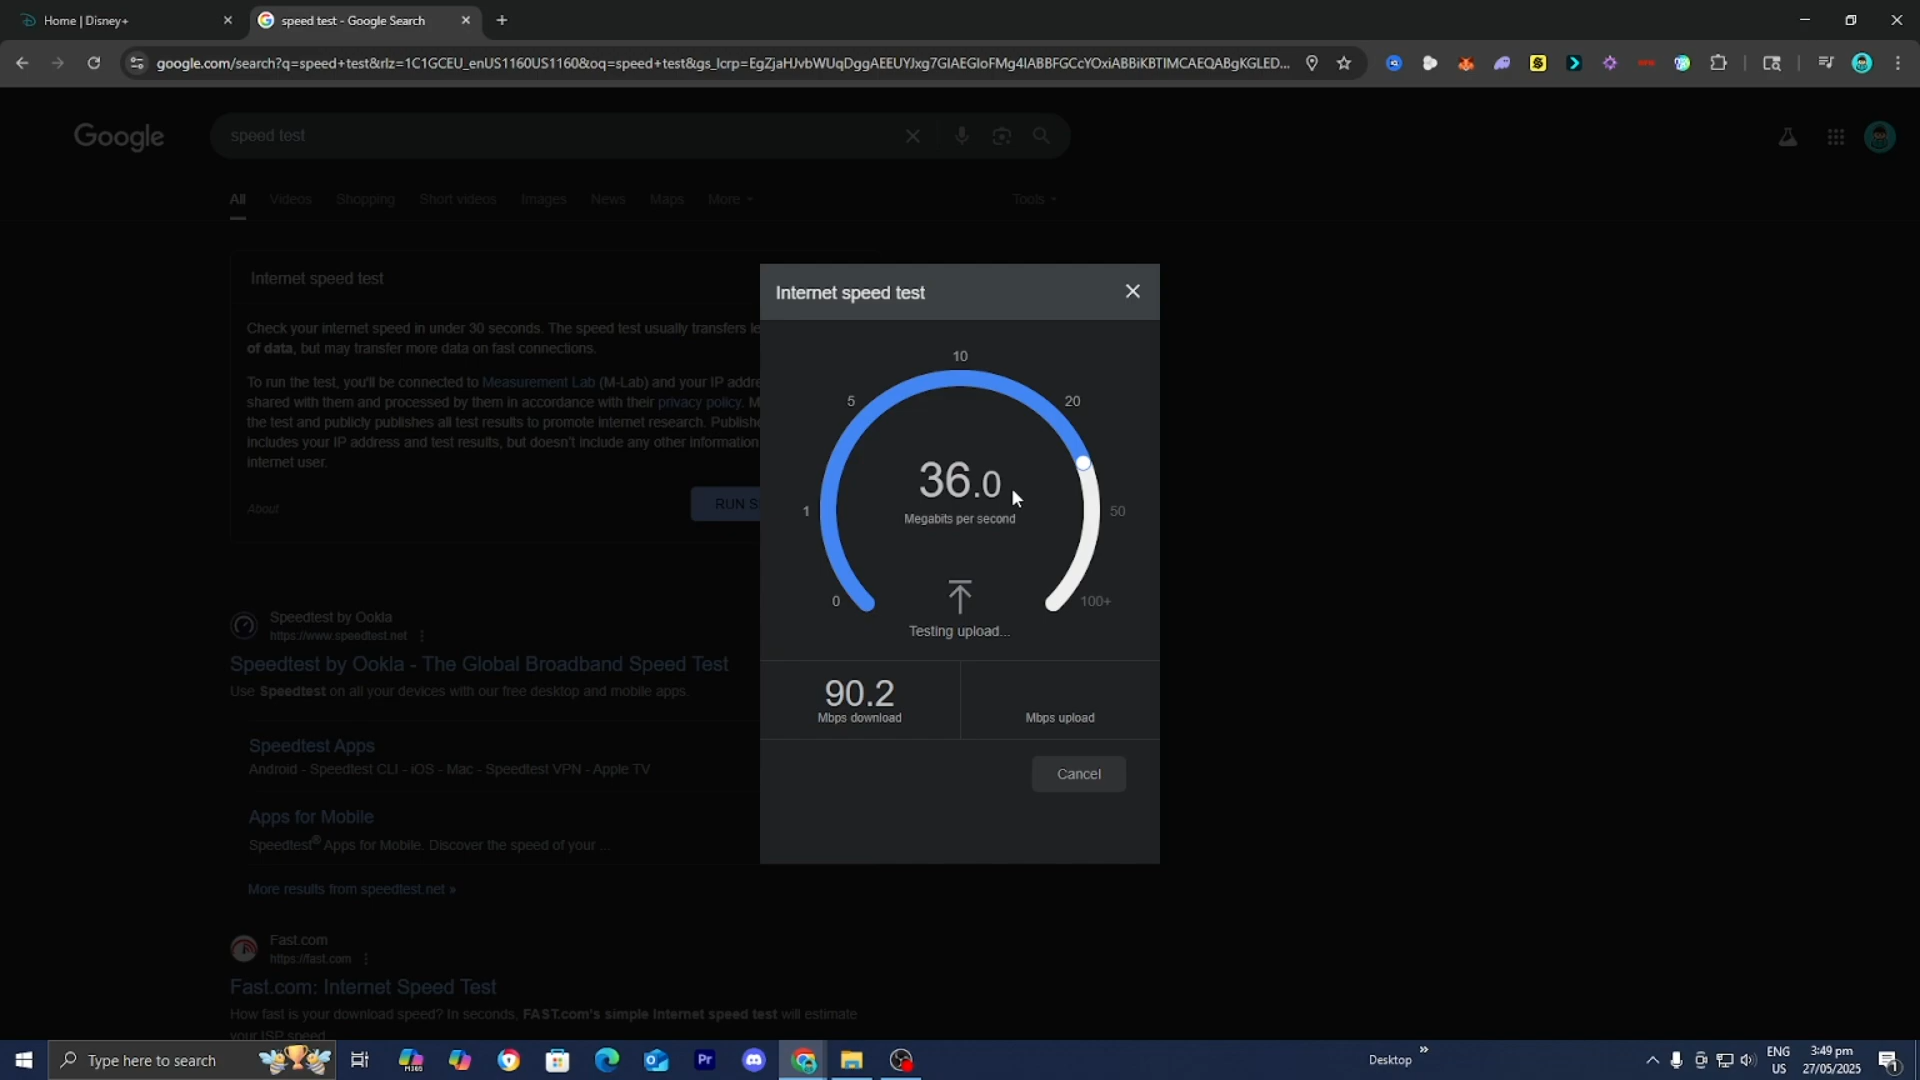 Home | Disney+
speed test - Google Search
google.com/search?q=speed+test&rlz=1C1GCEU_enUS1160US1160&oq=speed+test&gs_lcrp=EgZjaHJvbWUqDggAEEUYJxg7GIAEGIoFMg4IABBFGCcYOxiABBiKBTIMCAEQABgKGLED...
Google
speed test
All
Videos
Shopping
Short videos
Images
News
Maps
More
Tools
Internet speed test
Check your internet speed in under 30 seconds. The speed test usually transfers le
of data, but may transfer more data on fast connections.
To run the test, you'll be connected to Measurement Lab (M-Lab) and your IP addre
shared with them and processed by them in accordance with their privacy policy. M
the test and publicly publishes all test results to promote internet research. Publishe
includes your IP address and test results, but doesn't include any other information
internet user.
About
RUN S
Internet speed test
10
5
20
36.0
Megabits per second
1
50
0
100+
Testing upload...
90.2
Mbps download
Mbps upload
Cancel
Speedtest by Ookla
https://www.speedtest.net
Speedtest by Ookla - The Global Broadband Speed Test
Use Speedtest on all your devices with our free desktop and mobile apps.
Speedtest Apps
Android - Speedtest CLI - iOS - Mac - Speedtest VPN - Apple TV
Apps for Mobile
Speedtest® Apps for Mobile. Discover the speed of your ...
More results from speedtest.net »
Fast.com
https://fast.com
Fast.com: Internet Speed Test
How fast is your download speed? In seconds, FAST.com's simple Internet speed test will estimate
your ISP speed.
Type here to search
M365
Pr
Desktop
ENG
US
3:49 pm
27/05/2025
1